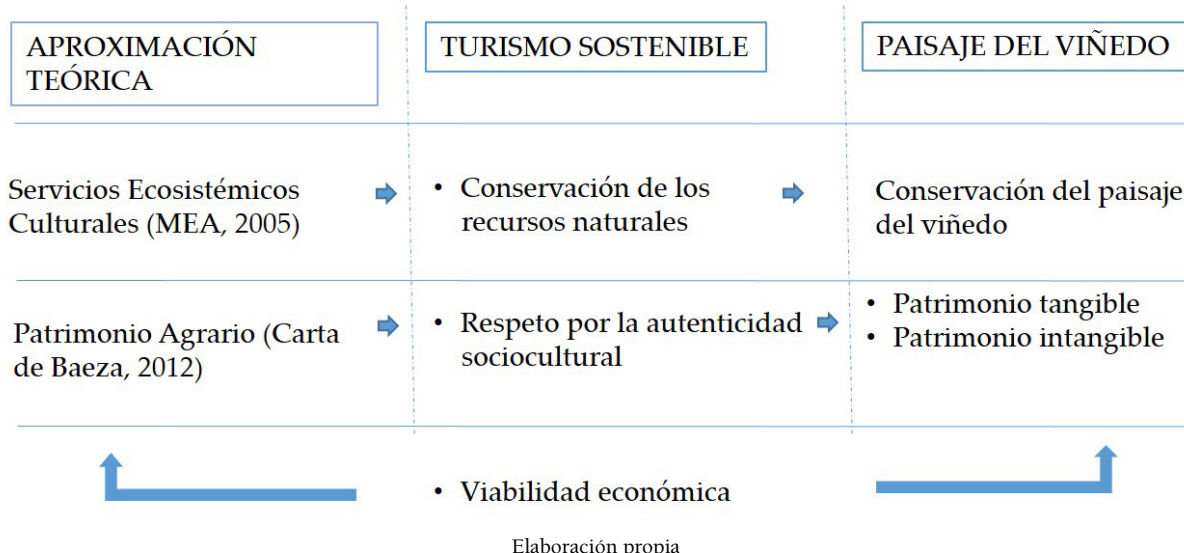 APROXIMACIÓN
TEÓRICA
TURISMO SOSTENIBLE
PAISAJE DEL VIÑEDO
Servicios Ecosistémicos
Culturales (MEA, 2005)
• Conservación de los
recursos naturales
Conservación del paisaje
del viñedo
Patrimonio Agrario (Carta
de Baeza, 2012)
• Respeto por la autenticidad
sociocultural
• Patrimonio tangible
• Patrimonio intangible
• Viabilidad económica
Elaboración propia